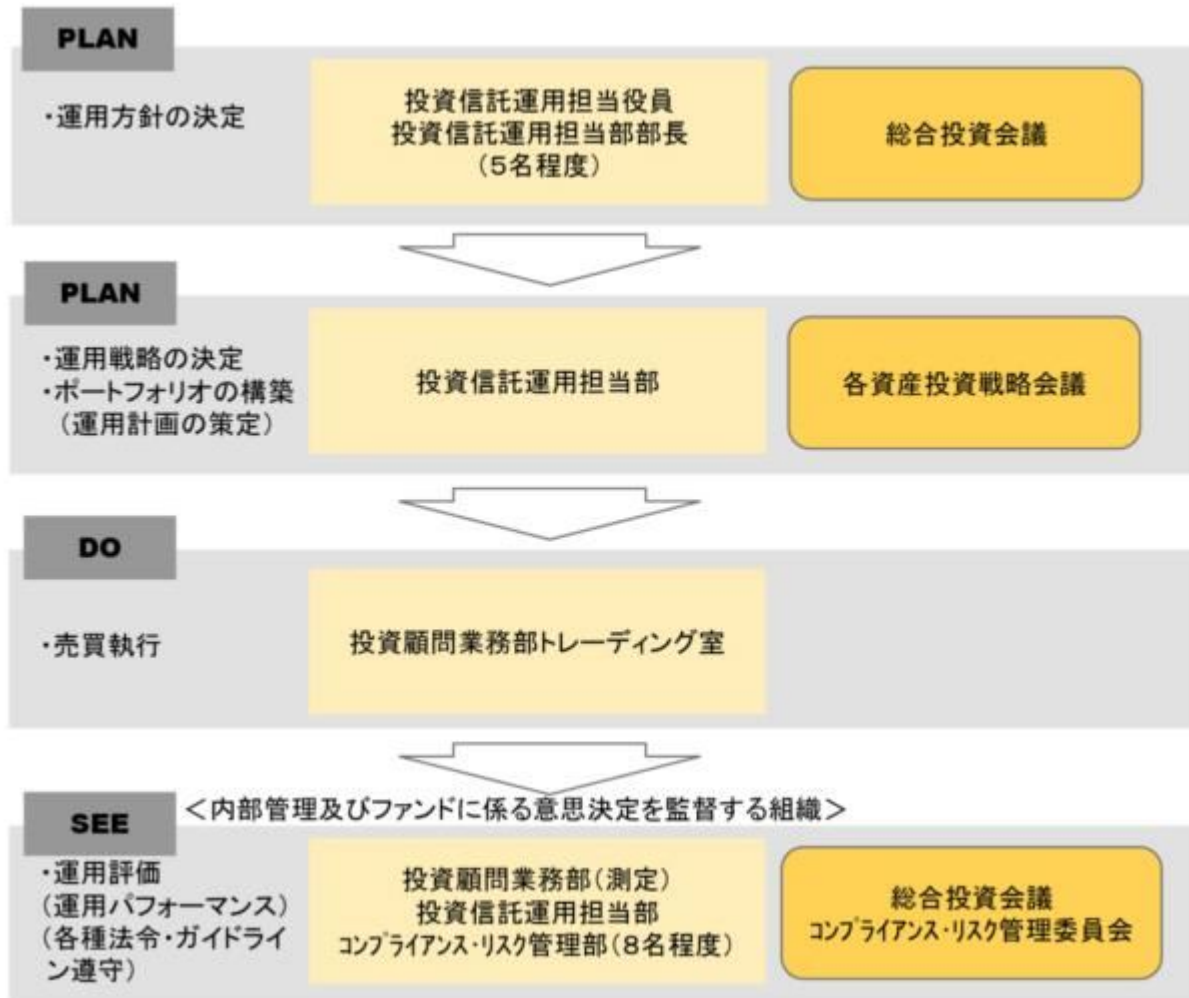 PLAN
・運用方針の決定
投資信託運用担当役員
投資信託運用担当部部長
(5名程度)
総合投資会議
PLAN
・運用戦略の決定
・ポートフォリオの構築
(運用計画の策定)
投資信託運用担当部
各資産投資戦略会議
DO
・売買執行
投資顧問業務部トレーディング室
SEE
<内部管理及びファンドに係る意思決定を監督する組織>
・運用評価
(運用パフォーマンス)
(各種法令・ガイドライ
ン遵守)
投資顧問業務部(測定)
投資信託運用担当部
コンプライアンス・リスク管理部(8名程度)
総合投資会議
コンプライアンス・リスク管理委員会